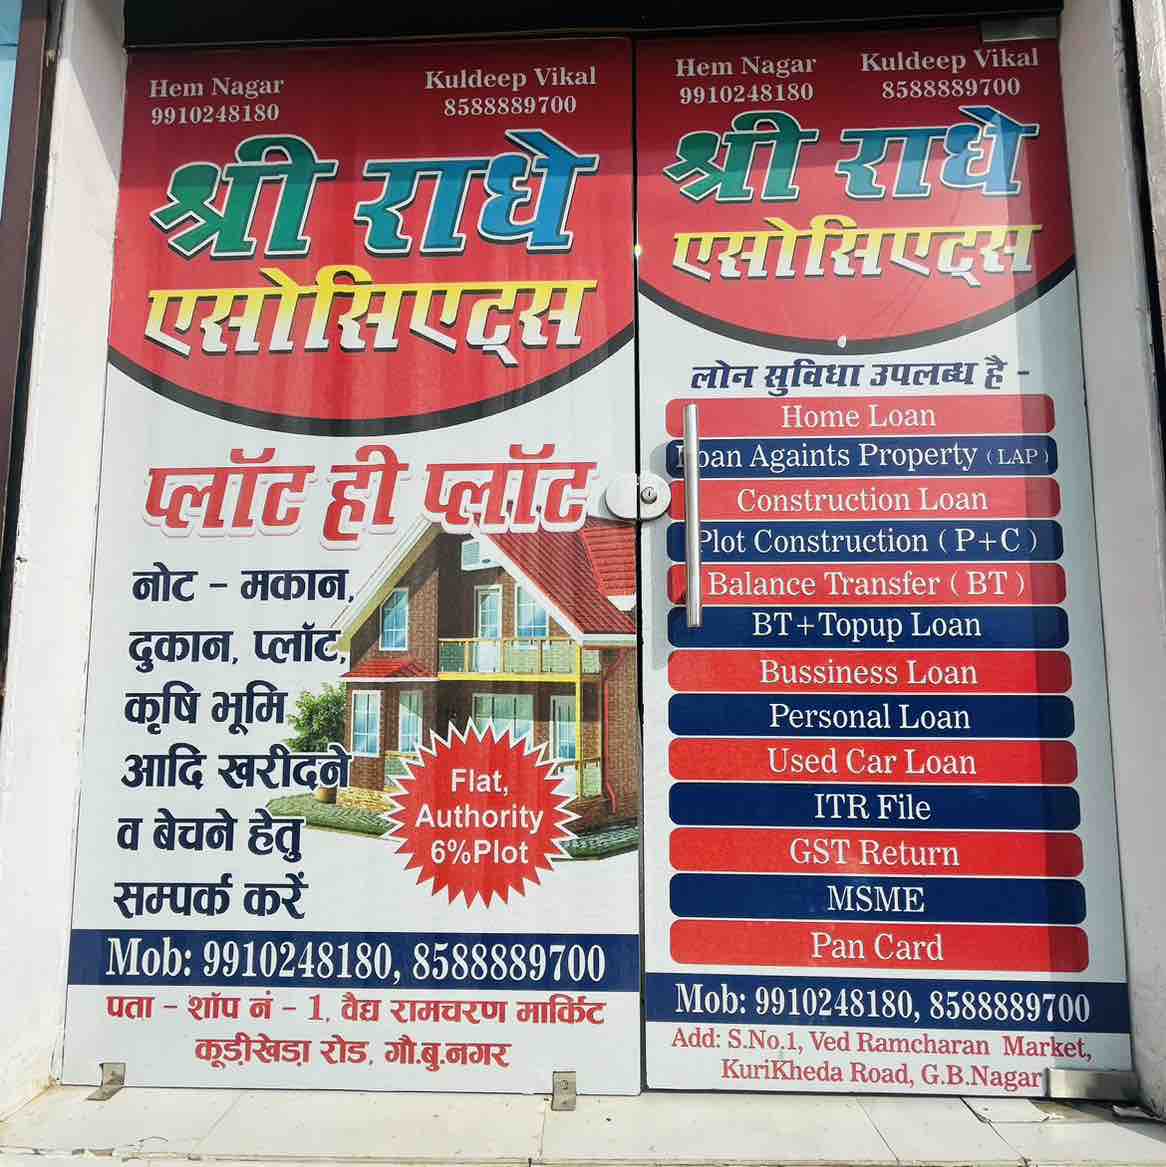 Hem Nagar
9910248180
Kuldeep Vikal
8588889700
श्री राधे
एसोसिएट्स
प्लॉट ही प्लॉट
नोट - मकान,
दुकान, प्लॉट,
कृषि भूमि
आदि खरीदने
व बेचने हेतु
सम्पर्क करें
Flat,
Authority
6%Plot
Mob: 9910248180, 8588889700
पता - शॉप नं - 1, वैद्य रामचरण मार्किट
कूड़ीखेडा रोड, गौ.बु.नगर
Hem Nagar
9910248180
Kuldeep Vikal
8588889700
श्री राधे
एसोसिएट्स
लोन सुविधा उपलब्ध है -
Home Loan
Loan Againts Property ( LAP )
Construction Loan
Plot Construction ( P+C )
Balance Transfer ( BT )
BT+Topup Loan
Bussiness Loan
Personal Loan
Used Car Loan
ITR File
GST Return
MSME
Pan Card
Mob: 9910248180, 8588889700
Add: S.No.1, Ved Ramcharan Market,
KuriKheda Road, G.B.Nagar